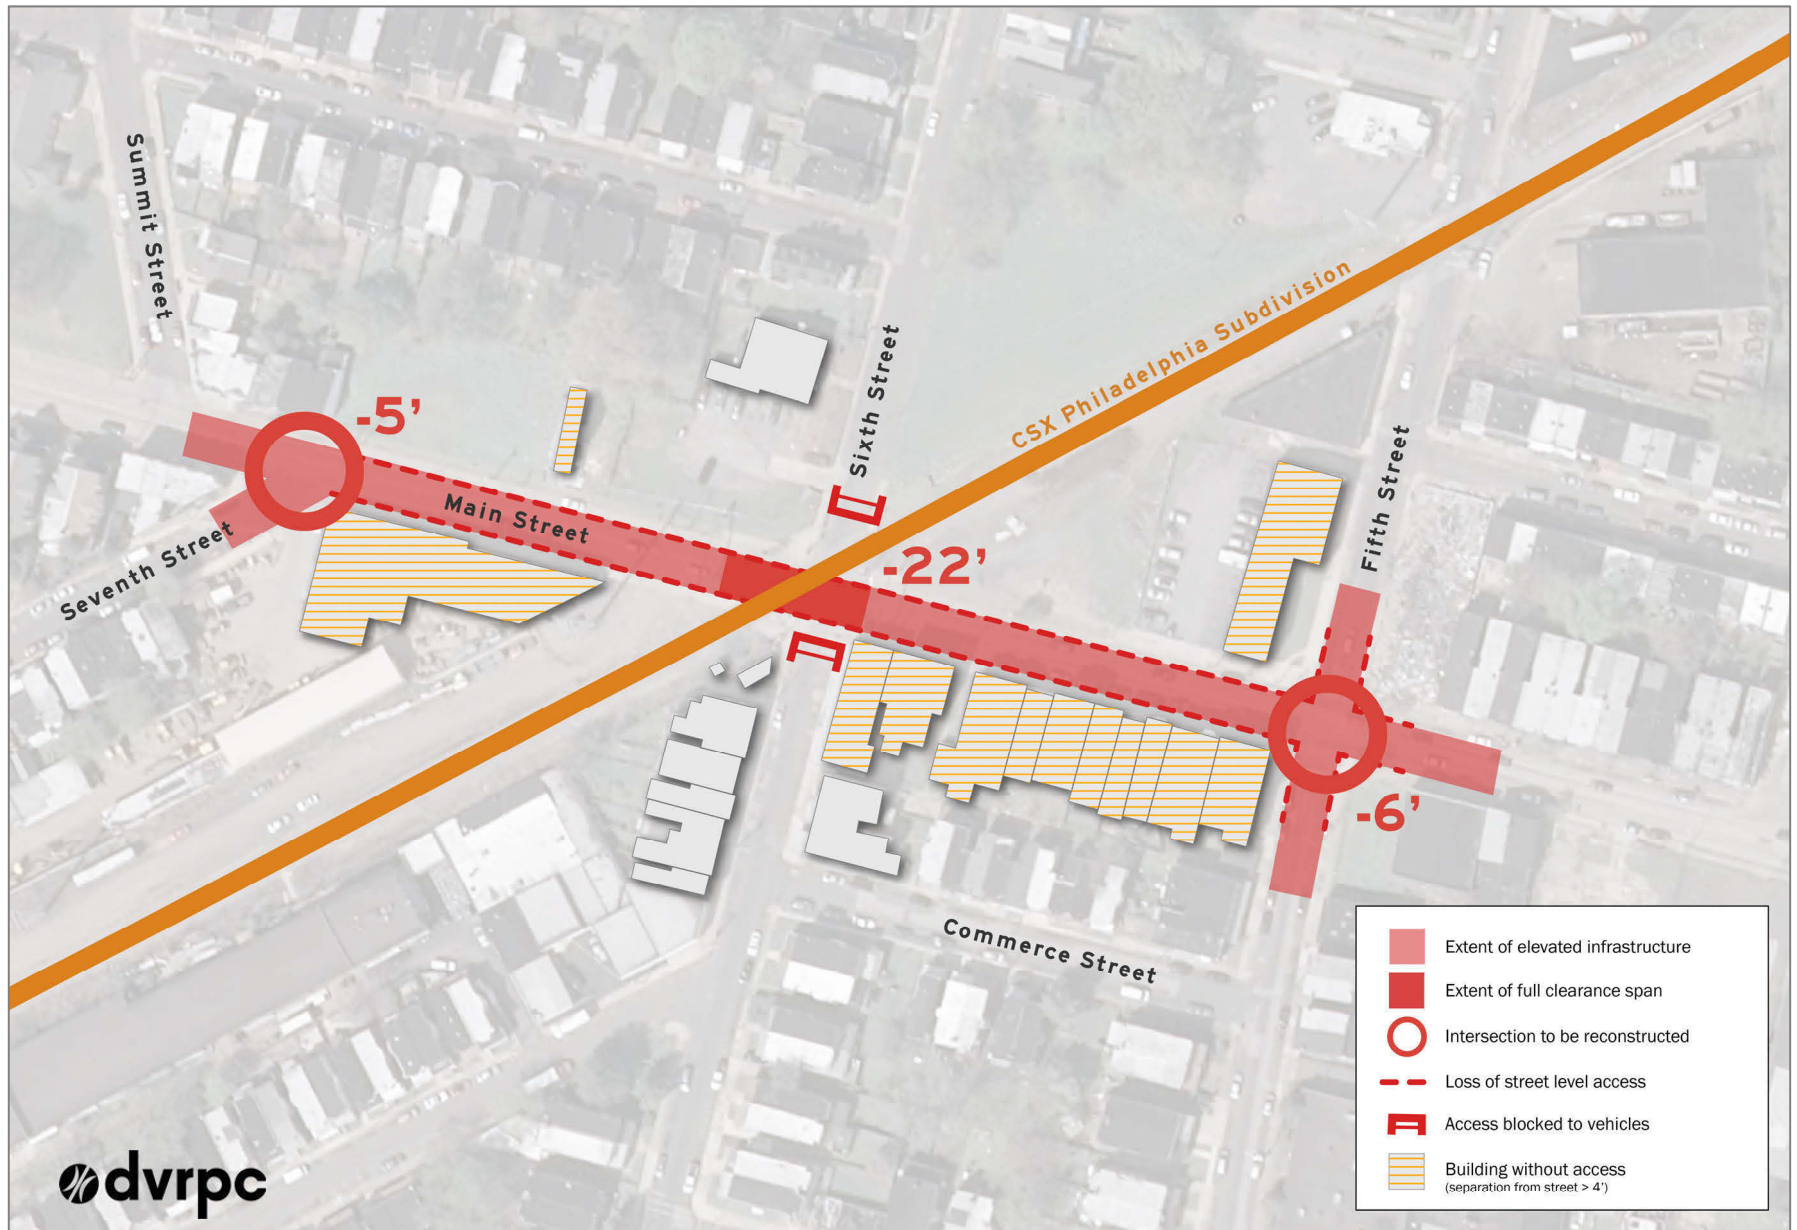 Summit Street
Sixth Street
CSX Philadelphia Subdivision
-5’
Main Street
Fifth Street
Seventh Street
-22’
-6’
Commerce Street
Extent of elevated infrastructure
Extent of full clearance span
Intersection to be reconstructed
Loss of street level access
Access blocked to vehicles
Building without access
(separation from street > 4’)
dvrpc